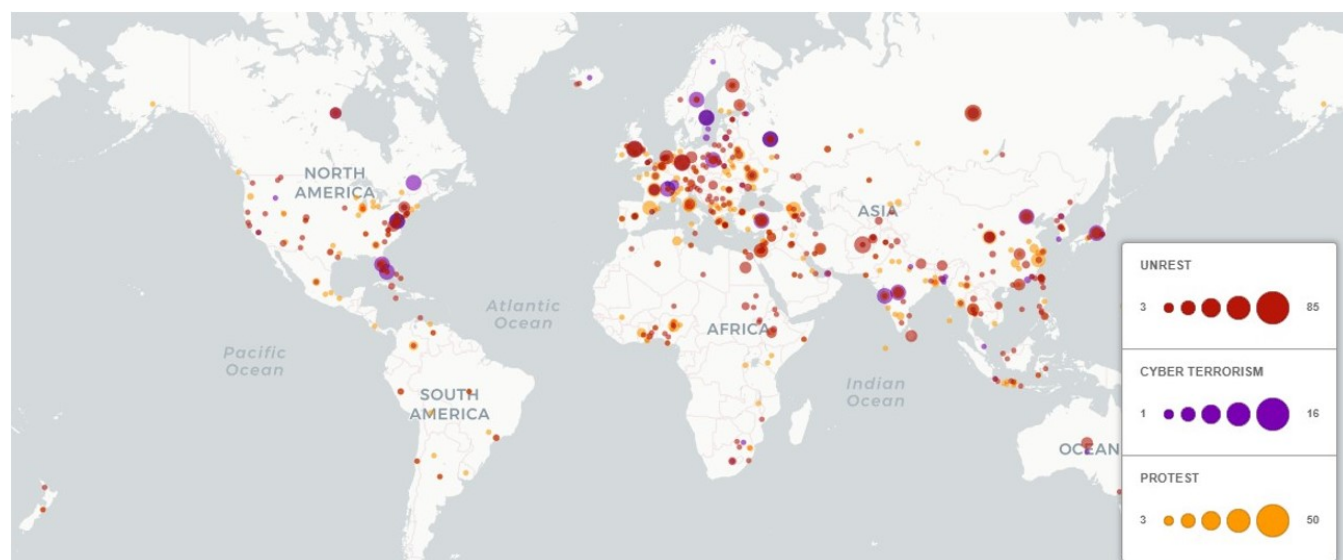 NORTH
AMERICA
ASIA
Atlantic
Ocean
AFRICA
Pacific
Ocean
SOUTH
AMERICA
Indian
Ocean
OCEAN
UNREST
3 85
CYBER TERRORISM
1 16
PROTEST
3 50